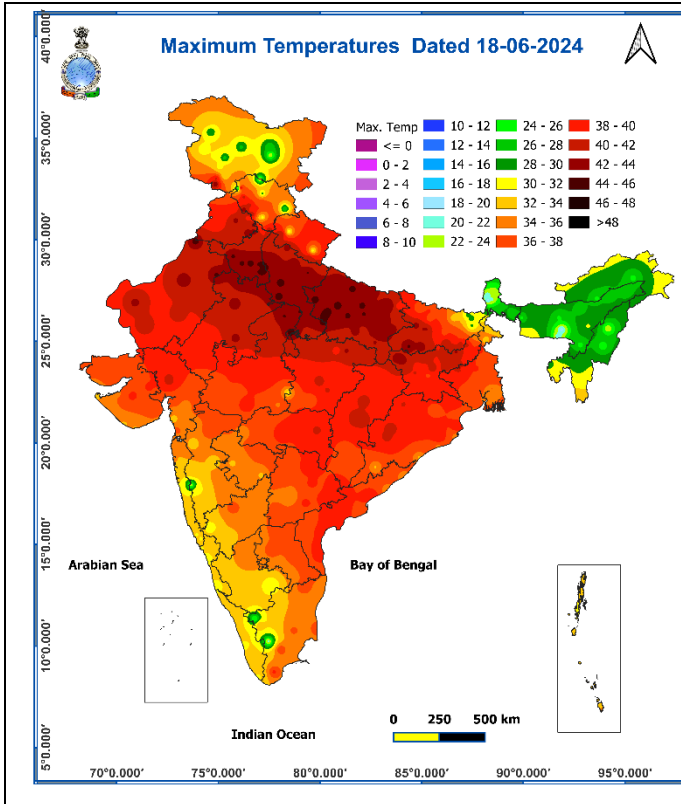 Maximum Temperatures Dated 18-06-2024
Max. Temp
<= 0
0 - 2
2 - 4
4 - 6
6 - 8
8 - 10
10 - 12
12 - 14
14 - 16
16 - 18
18 - 20
20 - 22
22 - 24
24 - 26
26 - 28
28 - 30
30 - 32
32 - 34
34 - 36
36 - 38
38 - 40
40 - 42
42 - 44
44 - 46
46 - 48
>48
40°0.000'
35°0.000'
30°0.000'
25°0.000'
20°0.000'
15°0.000'
10°0.000'
5°0.000'
Arabian Sea
Bay of Bengal
Indian Ocean
0 250 500 km
70°0.000' 75°0.000' 80°0.000' 85°0.000' 90°0.000' 95°0.000'